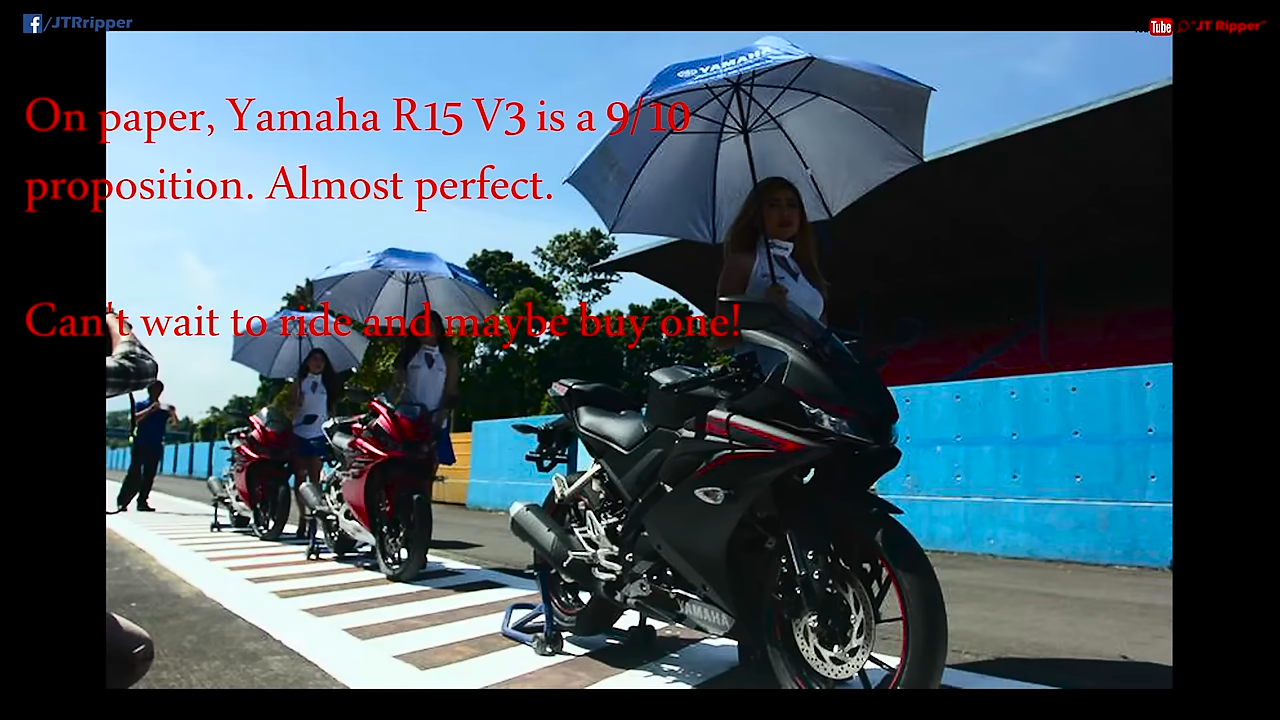 /JTRripper
Tube "JT Ripper"
YAMAHA
On paper, Yamaha R15 V3 is a 9/10
proposition. Almost perfect.
Can't wait to ride and maybe buy one!
YAMAHA